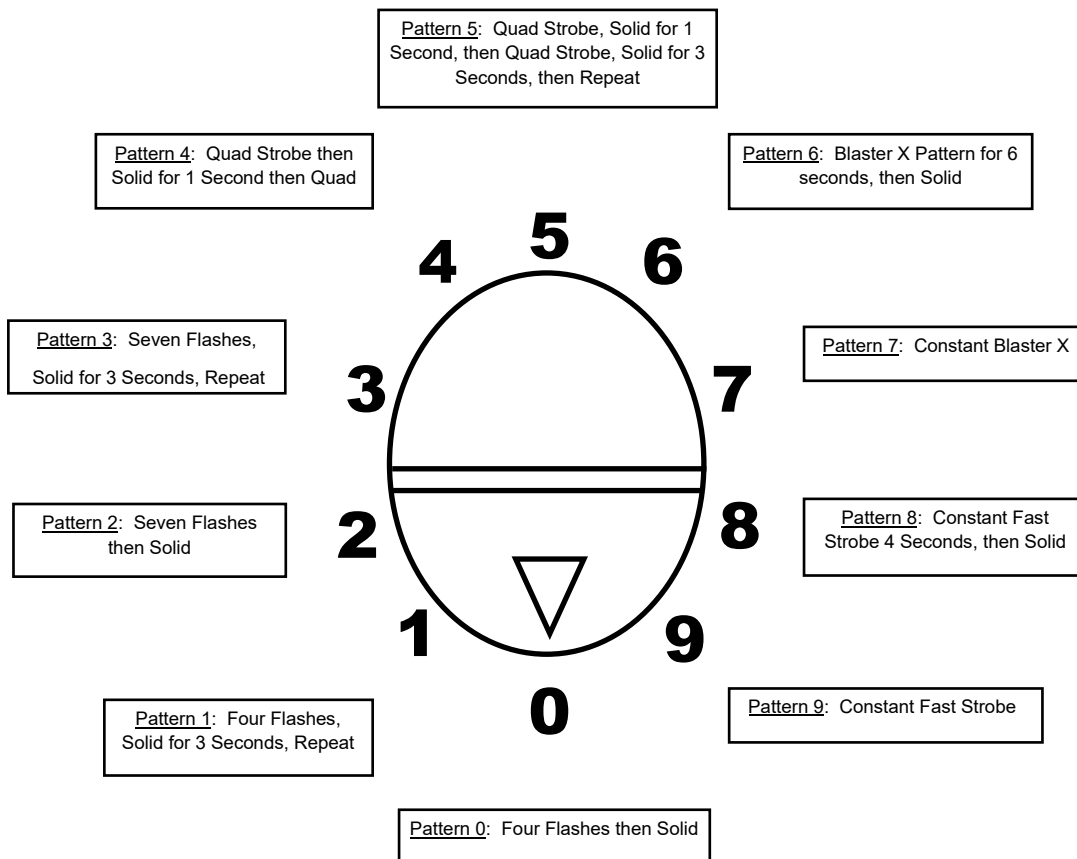 Pattern 5: Quad Strobe, Solid for 1
Second, then Quad Strobe, Solid for 3
Seconds, then Repeat
Pattern 4: Quad Strobe then
Solid for 1 Second then Quad
Pattern 6: Blaster X Pattern for 6
seconds, then Solid
5
4
6
Pattern 3: Seven Flashes,
Solid for 3 Seconds, Repeat
3
7
Pattern 7: Constant Blaster X
Pattern 2: Seven Flashes
then Solid
2
8
Pattern 8: Constant Fast
Strobe 4 Seconds, then Solid
1
9
0
Pattern 1: Four Flashes,
Solid for 3 Seconds, Repeat
Pattern 9: Constant Fast Strobe
Pattern 0: Four Flashes then Solid